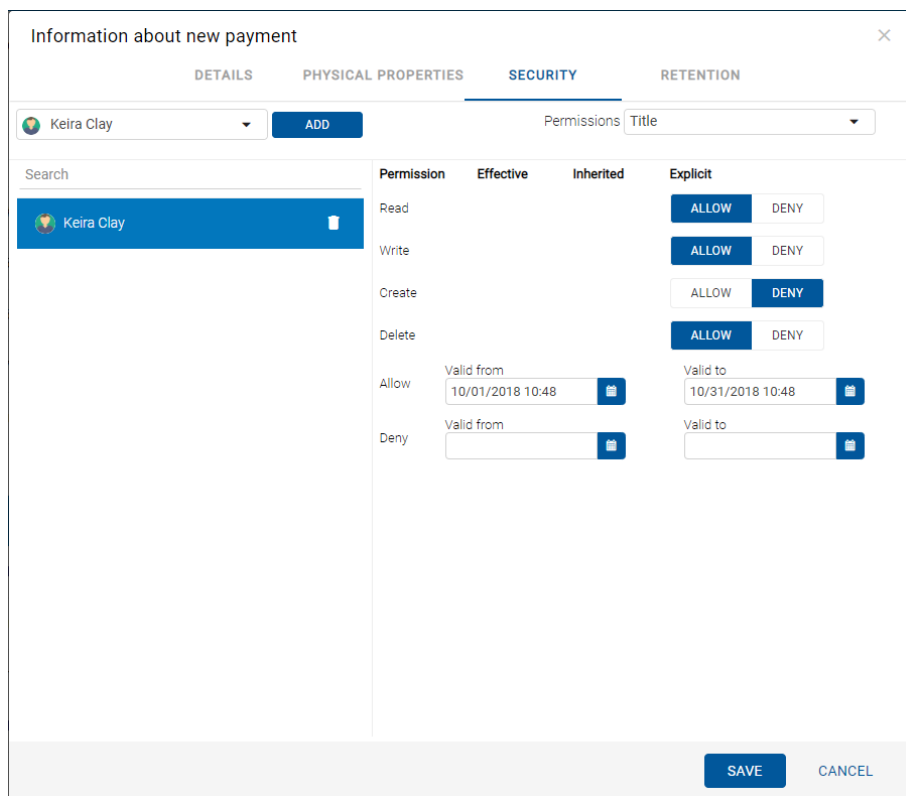 Information about new payment
DETAILS PHYSICAL PROPERTIES SECURITY RETENTION
Keira Clay ADD Permissions Title
Search Permission Effective Inherited Explicit
Keira Clay
Read ALLOW DENY
Write ALLOW DENY
Create ALLOW DENY
Delete ALLOW DENY
Valid from Valid to
Allow 10/01/2018 10:48 10/31/2018 10:48
Valid from Valid to
Deny
SAVE CANCEL